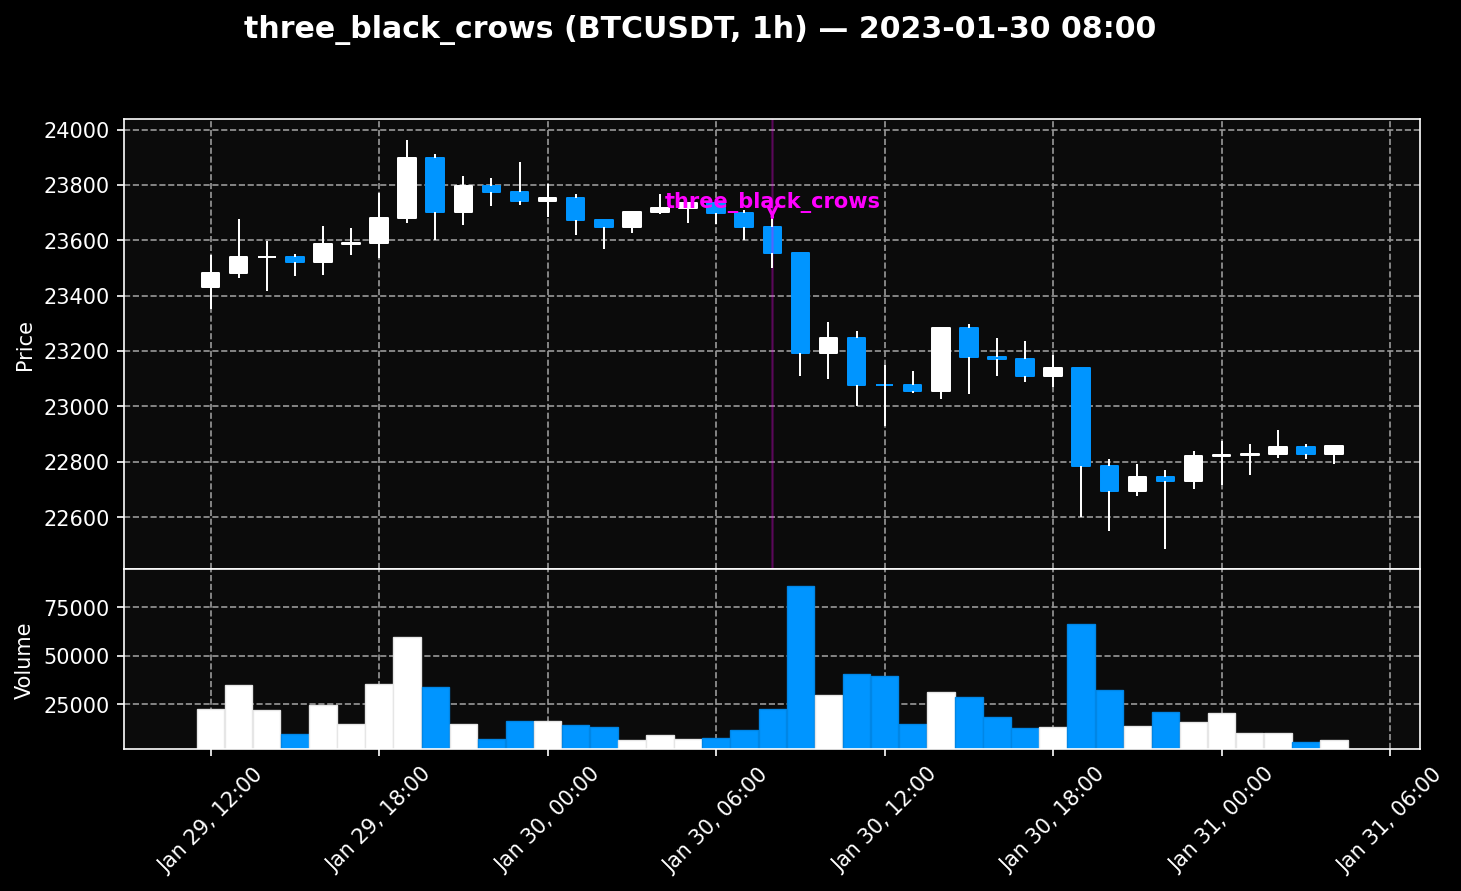 three_black_crows (BTCUSDT, 1h) — 2023-01-30 08:00
24000
23800
23600
23400
23200
23000
22800
22600
Price
three_black_crows
75000
50000
25000
Volume
Jan 29, 12:00
Jan 29, 18:00
Jan 30, 00:00
Jan 30, 06:00
Jan 30, 12:00
Jan 30, 18:00
Jan 31, 00:00
Jan 31, 06:00